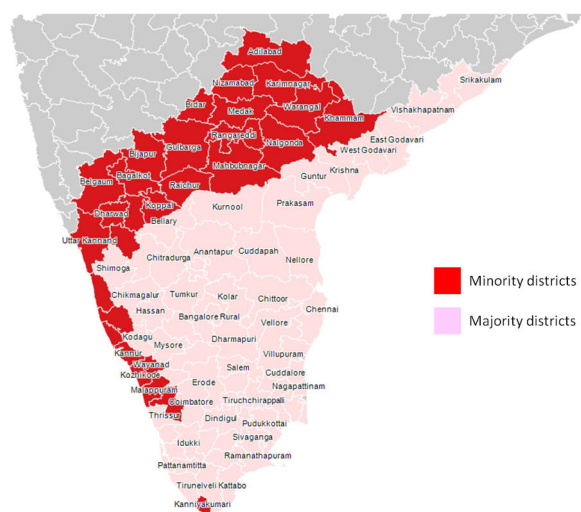 Adilabad
Srikakulam
Nizamabad
Karimnagar
Bidar
Medak
Warangal
Vishakhapatnam
Khammam
Rangareddi
East Godavari
Bijapur
Gulbarga
Nalgonda
West Godavari
Mahbubnagar
Krishna
Belgaum
Bagalkot
Guntur
Raichur
Koppal
Kurnool
Prakasam
Dharwad
Bellary
Uttar Kannand
Anantapur
Cuddapah
Chitradurga
Nellore
Shimoga
Minority districts
Chikmagalur
Tumkur
Kolar
Chittoor
Hassan
Chennai
Bangalore Rural
Majority districts
Vellore
Kodagu
Mysore
Dharmapuri
Kannur
Villupuram
Wayanad
Salem
Kozhikode
Cuddalore
Erode
Nagapattinam
Malappuram
Coimbatore
Tiruchchirappalli
Thrissur
Dindigul
Pudukkottai
Idukki
Sivaganga
Ramanathapuram
Pattanamtitta
Tirunelveli Kattabo
Kanniyakumari